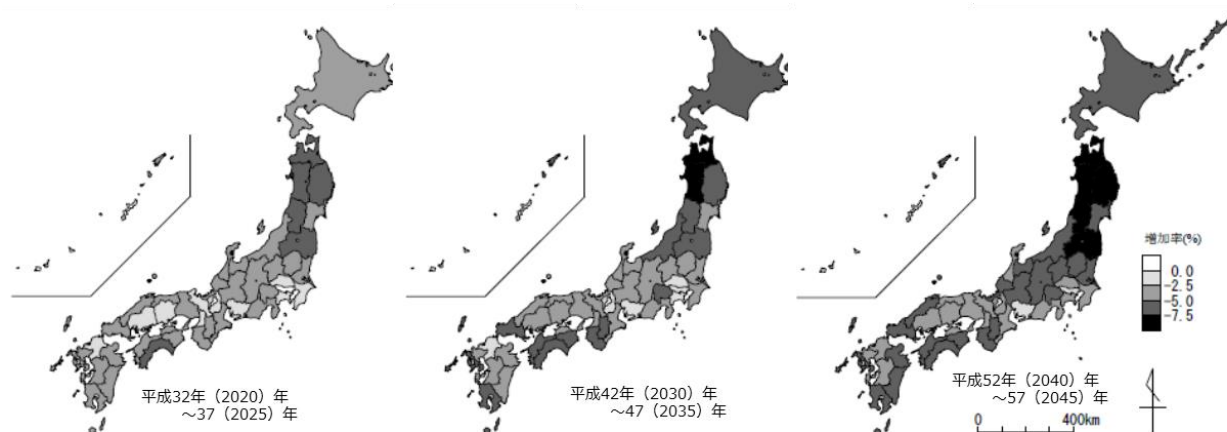 平成32年（2020）年
～37（2025）年
平成42年（2030）年
～47（2035）年
平成52年（2040）年
～57（2045）年
増加率(%)
0.0
-2.5
-5.0
-7.5
0 400km